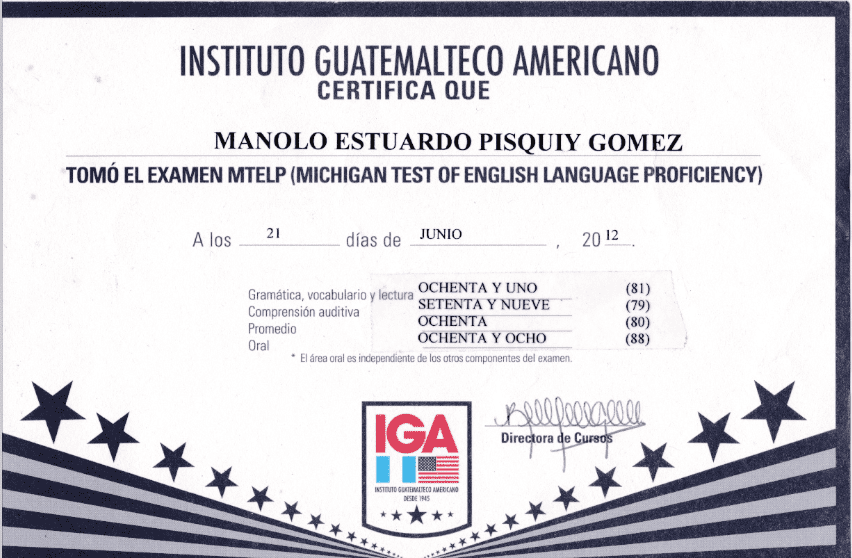 INSTITUTO GUATEMALTECO AMERICANO
CERTIFICA QUE
MANOLO ESTUARDO PISQUIY GOMEZ
TOMÓ EL EXAMEN MTELP (MICHIGAN TEST OF ENGLISH LANGUAGE PROFICIENCY)
A los 21 días de JUNIO, 2012.
Gramática, vocabulario y lectura OCHENTA Y UNO (81)
Comprensión auditiva SETENTA Y NUEVE (79)
Promedio OCHENTA (80)
Oral OCHENTA Y OCHO (88)
* El área oral es independiente de los otros componentes del examen.
Directora de Cursos
IGA
INSTITUTO GUATEMALTECO AMERICANO
DESDE 1945